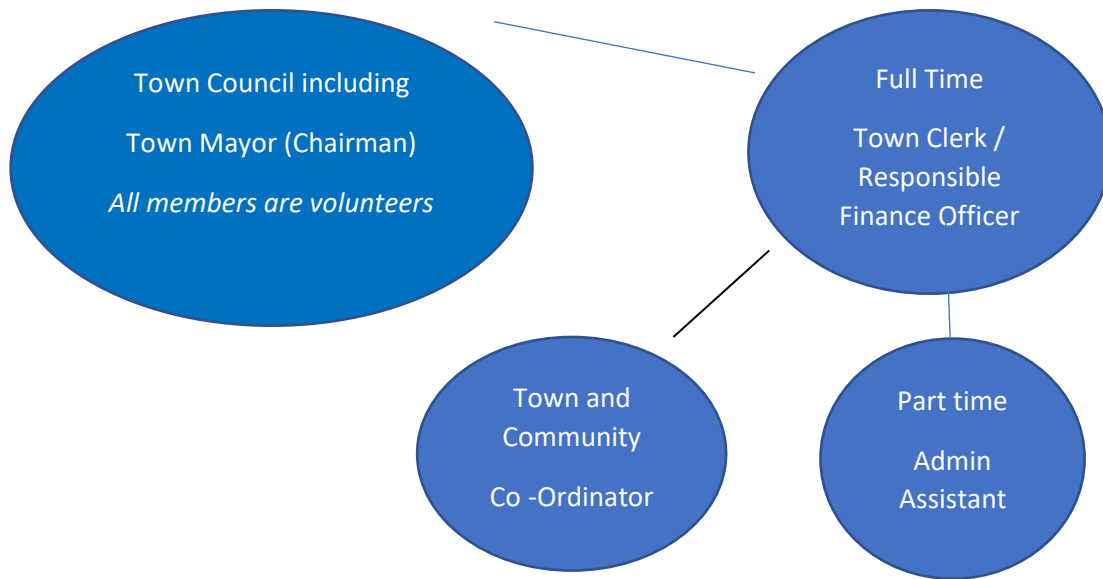 Town Council including
Town Mayor (Chairman)
All members are volunteers
Full Time
Town Clerk /
Responsible
Finance Officer
Town and
Community
Co -Ordinator
Part time
Admin
Assistant